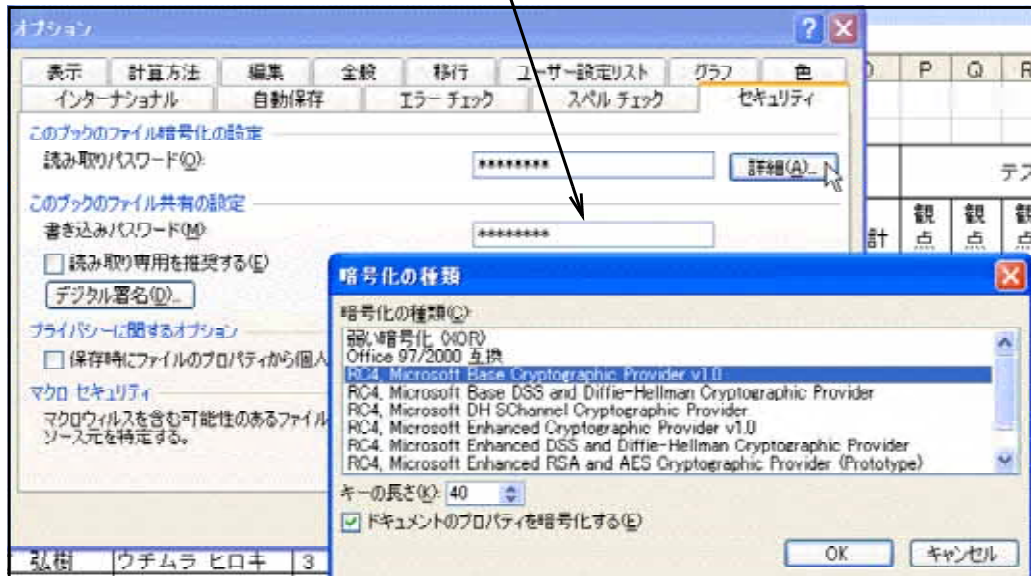 オプション
表示 計算方法 編集 全般 移行 ユーザー設定リスト グラフ 色
インターナショナル 自動保存 エラー チェック スペル チェック セキュリティ
このブックのファイル暗号化の設定
読み取りパスワード(O): ******** 詳細(A)...
このブックのファイル共有の設定
書き込みパスワード(M): ********
読み取り専用を推奨する(E)
デジタル署名(D)...
プライバシーに関するオプション
保存時にファイルのプロパティから個人
マクロ セキュリティ
マクロウィルスを含む可能性のあるファイル
ソース元を特定する。
暗号化の種類
暗号化の種類(C):
弱い暗号化 (XOR)
Office 97/2000 互換
RC4, Microsoft Base Cryptographic Provider v1.0
RC4, Microsoft Base DSS and Diffie-Hellman Cryptographic Provider
RC4, Microsoft DH SChannel Cryptographic Provider
RC4, Microsoft Enhanced Cryptographic Provider v1.0
RC4, Microsoft Enhanced DSS and Diffie-Hellman Cryptographic Provider
RC4, Microsoft Enhanced RSA and AES Cryptographic Provider (Prototype)
キーの長さ(K): 40
ドキュメントのプロパティを暗号化する(E)
OK キャンセル
P Q R
テス
観 観 観
計 点 点 点
弘樹 ウチムラ ヒロキ 3